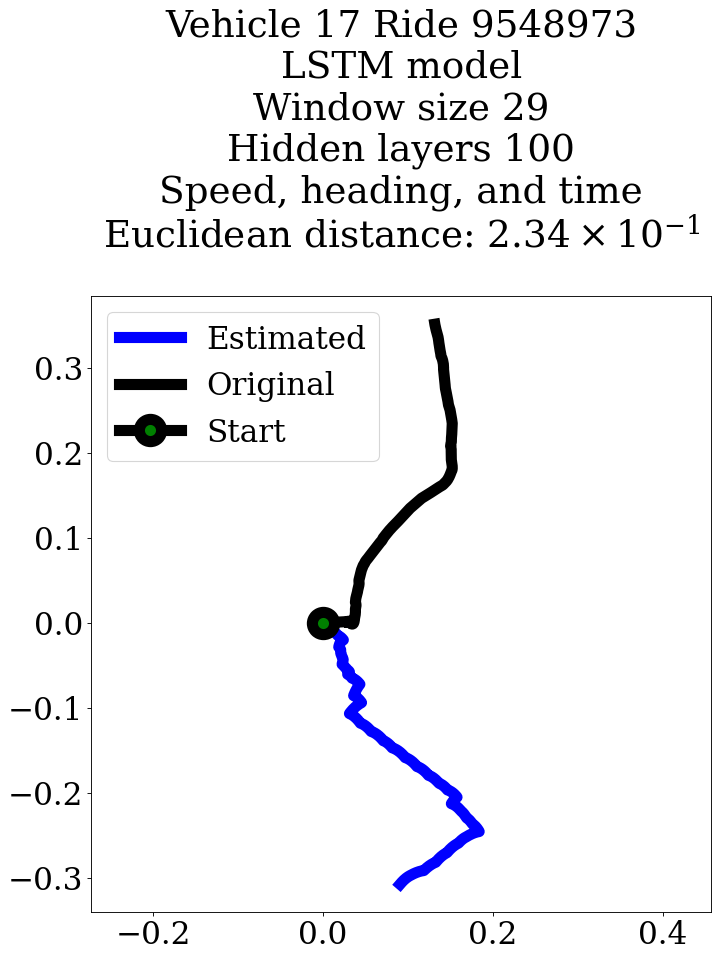 Vehicle 17 Ride 9548973
LSTM model
Window size 29
Hidden layers 100
Speed, heading, and time
Euclidean distance: 2.34 × 10⁻¹
Estimated
Original
Start
0.3
0.2
0.1
0.0
−0.1
−0.2
−0.3
−0.2 0.0 0.2 0.4